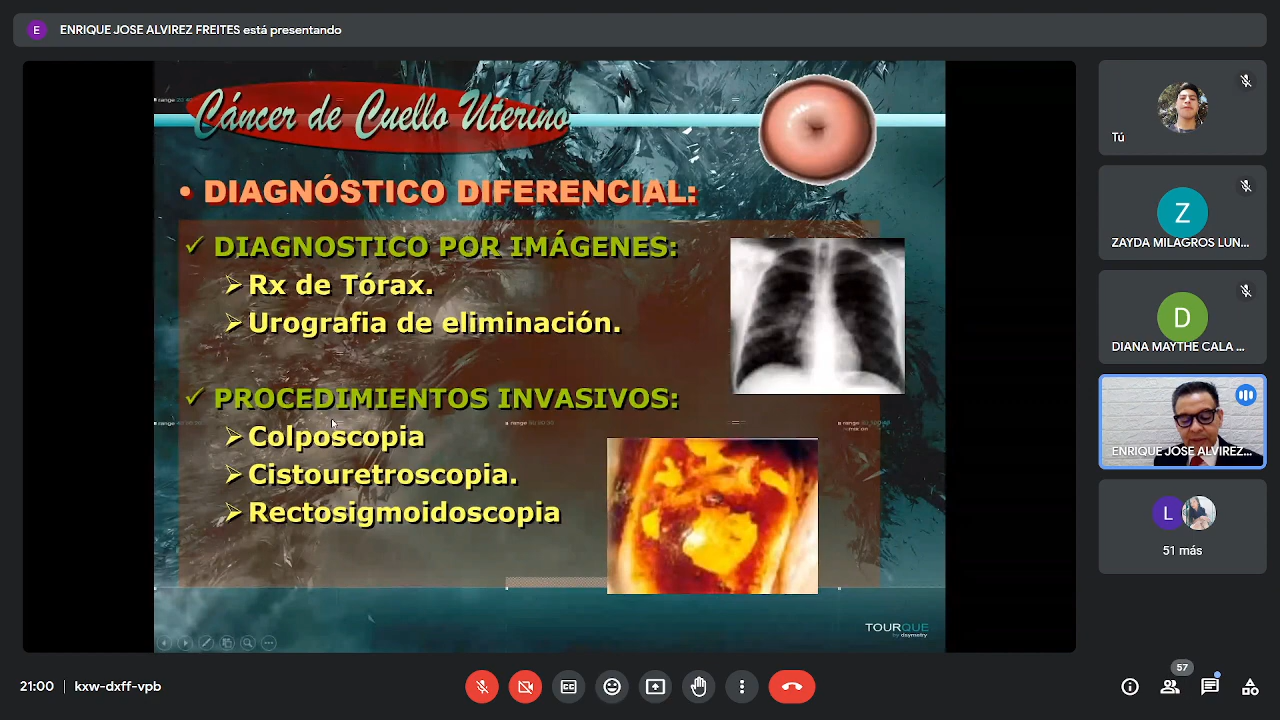 E
ENRIQUE JOSE ALVIREZ FREITES está presentando
Cáncer de Cuello Uterino
• DIAGNÓSTICO DIFERENCIAL:
✓ DIAGNOSTICO POR IMÁGENES:
➢ Rx de Tórax.
➢ Urografia de eliminación.
✓ PROCEDIMIENTOS INVASIVOS:
➢ Colposcopia
➢ Cistouretroscopia.
➢ Rectosigmoidoscopia
TOURQUE
by daymetry
Tú
Z
ZAYDA MILAGROS LUN...
D
DIANA MAYTHE CALA ...
ENRIQUE JOSE ALVIREZ...
L
51 más
21:00 | kxw-dxff-vpb
57